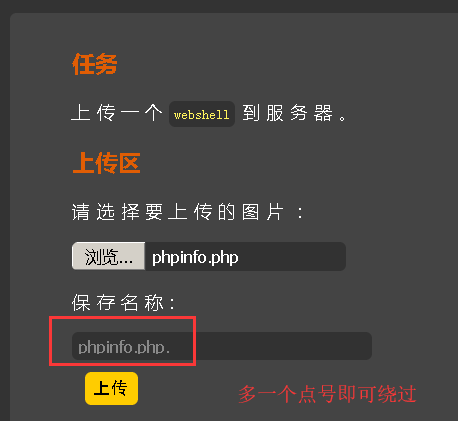 任务
上传一个 webshell 到服务器。
上传区
请选择要上传的图片：
浏览... phpinfo.php
保存名称:
phpinfo.php.
上传
多一个点号即可绕过